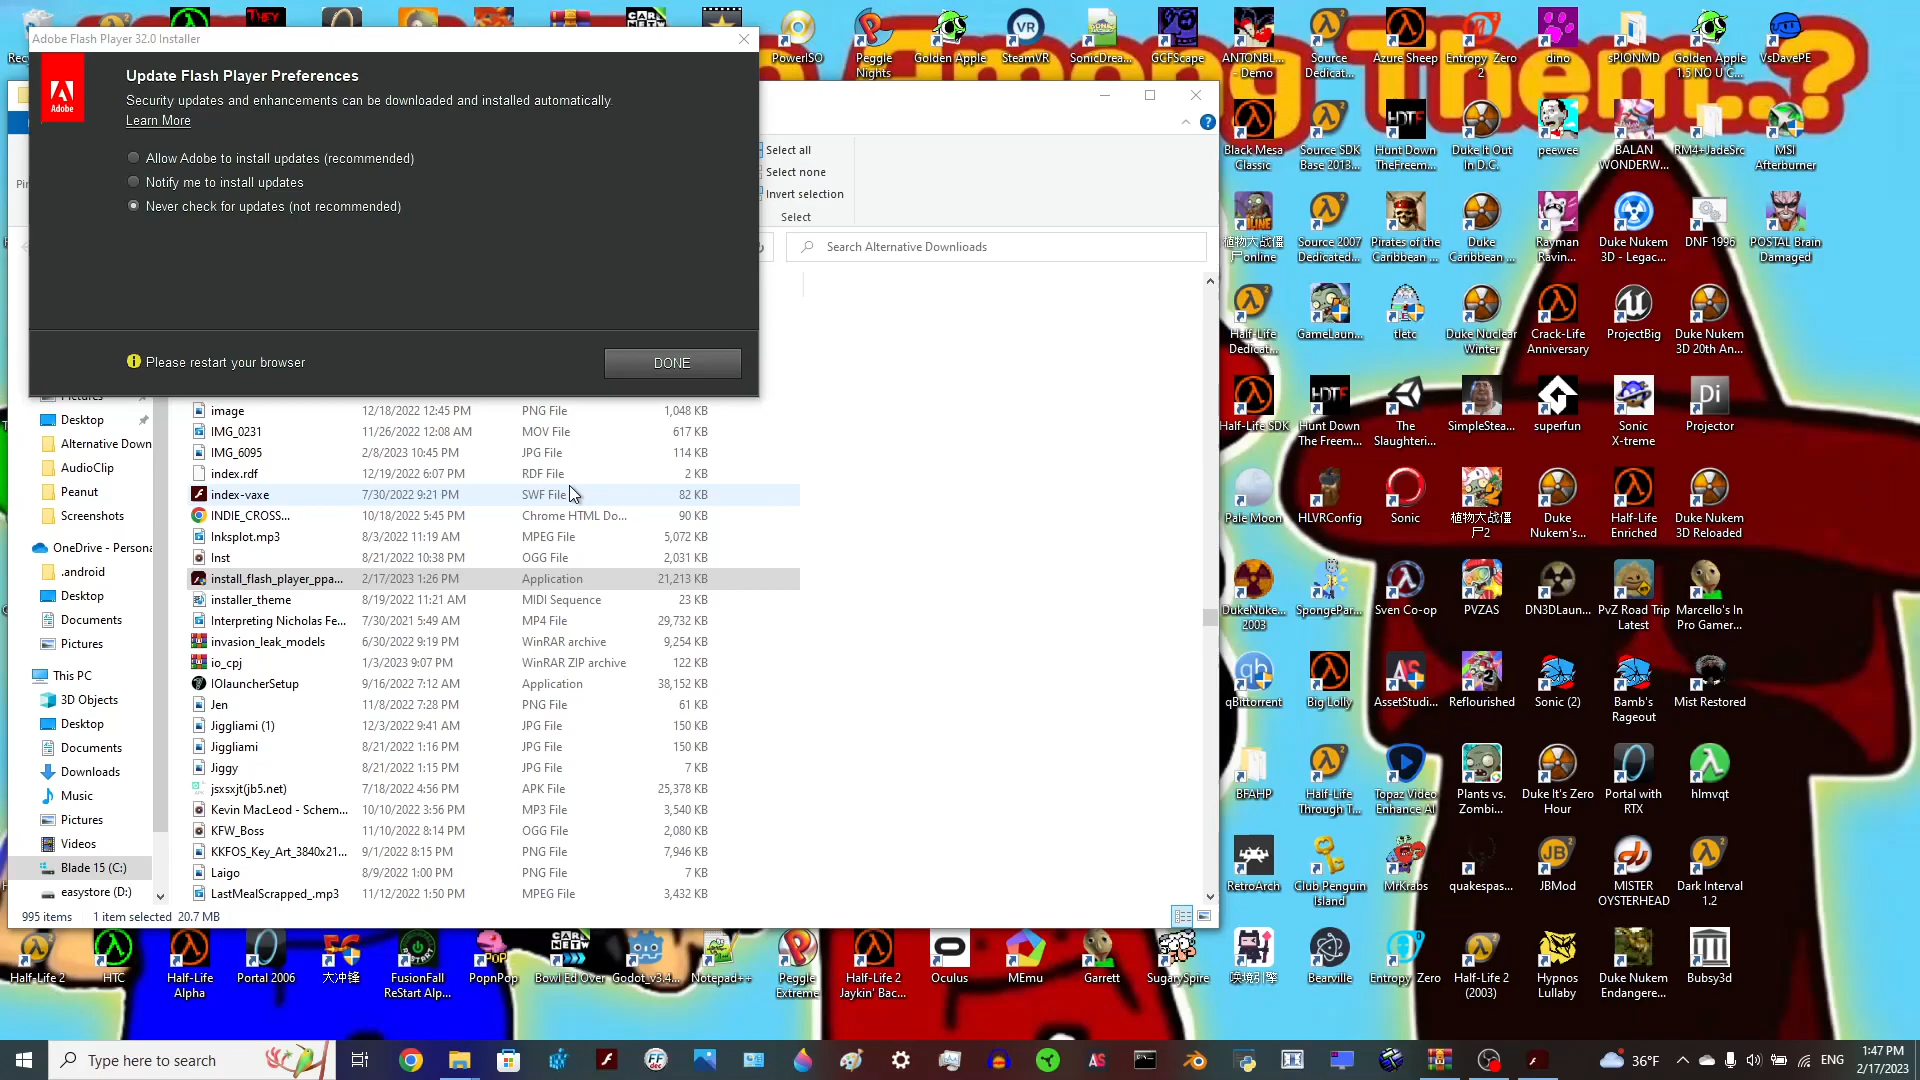 Adobe Flash Player 32.0 Installer
Adobe
Update Flash Player Preferences
Security updates and enhancements can be downloaded and installed automatically.
Learn More
Allow Adobe to install updates (recommended)
Notify me to install updates
Never check for updates (not recommended)
Please restart your browser
DONE
Select all
Select none
Invert selection
Select
Search Alternative Downloads
Pictures
Desktop
Alternative Down
AudioClip
Peanut
Screenshots
OneDrive - Persona
.android
Desktop
Documents
Pictures
This PC
3D Objects
Desktop
Documents
Downloads
Music
Pictures
Videos
Blade 15 (C:)
easystore (D:)
image 12/18/2022 12:45 PM PNG File 1,048 KB
IMG_0231 11/26/2022 12:08 AM MOV File 617 KB
IMG_6095 2/8/2023 10:45 PM JPG File 114 KB
index.rdf 12/19/2022 6:07 PM RDF File 2 KB
index-vaxe 7/30/2022 9:21 PM SWF File 82 KB
INDIE_CROSS... 10/18/2022 5:45 PM Chrome HTML Do... 90 KB
Inksplot.mp3 8/3/2022 11:19 AM MPEG File 5,072 KB
Inst 8/21/2022 10:38 PM OGG File 2,031 KB
install_flash_player_ppa... 2/17/2023 1:26 PM Application 21,213 KB
installer_theme 8/19/2022 11:21 AM MIDI Sequence 23 KB
Interpreting Nicholas Fe... 7/30/2021 5:49 AM MP4 File 29,732 KB
invasion_leak_models 6/30/2022 9:19 PM WinRAR archive 9,254 KB
io_cpj 1/3/2023 9:07 PM WinRAR ZIP archive 122 KB
IOlauncherSetup 9/16/2022 7:12 AM Application 38,152 KB
Jen 11/8/2022 7:28 PM PNG File 61 KB
Jiggliami (1) 12/3/2022 9:41 AM JPG File 150 KB
Jiggliami 8/21/2022 1:16 PM JPG File 150 KB
Jiggy 8/21/2022 1:15 PM JPG File 7 KB
jsxsxjt(jb5.net) 7/18/2022 4:56 PM APK File 25,378 KB
Kevin MacLeod - Schem... 10/10/2022 3:56 PM MP3 File 3,540 KB
KFW_Boss 11/10/2022 8:14 PM OGG File 2,080 KB
KKFOS_Key_Art_3840x21... 9/1/2022 8:15 PM PNG File 7,946 KB
Laigo 8/9/2022 1:00 PM PNG File 7 KB
LastMealScrapped_.mp3 11/12/2022 1:50 PM MPEG File 3,432 KB
995 items 1 item selected 20.7 MB
PowerISO
Peggle Nights
Golden Apple
SteamVR
SonicDrea...
GCFScape
ANTONBL... - Demo
Source Dedicat...
Azure Sheep
Entropy Zero 2
dino
sPIONMD
Golden Apple 1.5 NO U C...
VsDavePE
Black Mesa Classic
Source SDK Base 2013...
Hunt Down TheFreem...
Duke It Out In D.C.
peewee
BALAN WONDERW...
RM4+JadeSrc
MSI Afterburner
植物大战僵尸online
Source 2007 Dedicated...
Pirates of the Caribbean ...
Duke Caribbean ...
Rayman Ravin...
Duke Nukem 3D - Legac...
DNF 1996
POSTAL Brain Damaged
Half-Life Dedicat...
GameLaun...
tletc
Duke Nuclear Winter
Crack-Life Anniversary
ProjectBig
Duke Nukem 3D 20th An...
Half-Life SDK
Hunt Down The Freem...
The Slaughteri...
SimpleStea...
superfun
Sonic X-treme
Projector
Pale Moon
HLVRConfig
Sonic
植物大战僵尸2
Duke Nukem's...
Half-Life Enriched
Duke Nukem 3D Reloaded
DukeNuke... 2003
SpongePar...
Sven Co-op
PVZAS
DN3DLaun...
PvZ Road Trip Latest
Marcello's In Pro Gamer...
qBittorrent
Big Lolly
AssetStudi...
Reflourished
Sonic (2)
Bamb's Rageout
Mist Restored
BFAHP
Half-Life Through T...
Topaz Video Enhance AI
Plants vs. Zombi...
Duke It's Zero Hour
Portal with RTX
hlmvqt
RetroArch
Club Penguin Island
MrKrabs
quakespas...
JBMod
MISTER OYSTERHEAD
Dark Interval 1.2
Half-Life 2
HTC
Half-Life Alpha
Portal 2006
大冲锋
FusionFall ReStart Alp...
PopnPop
Bowl Ed Over
Godot_v3.4...
Notepad++
Peggle Extreme
Half-Life 2 Jaykin' Bac...
Oculus
MEmu
Garrett
SugarySpire
唤境引擎
Bearville
Entropy Zero
Half-Life 2 (2003)
Hypnos Lullaby
Duke Nukem Endangere...
Bubsy3d
Type here to search
36°F
ENG
1:47 PM
2/17/2023